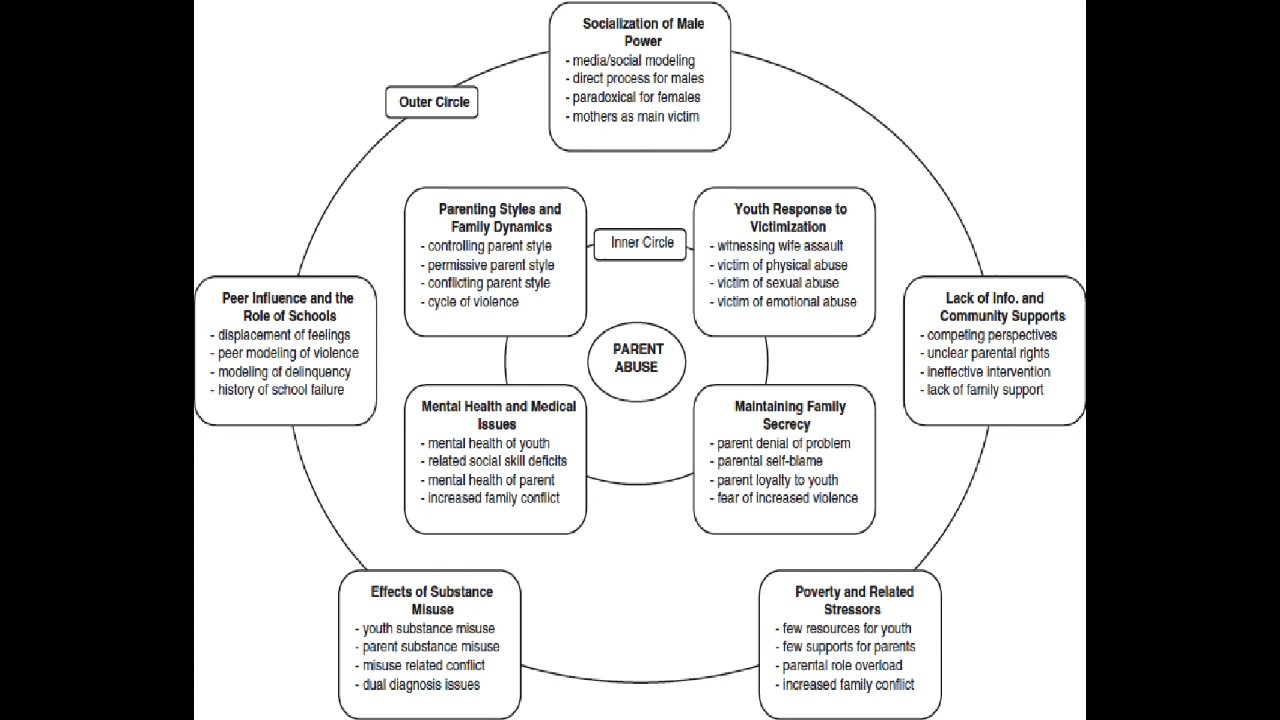 Socialization of Male
Power
- media/social modeling
- direct process for males
- paradoxical for females
- mothers as main victim
Outer Circle
Parenting Styles and
Family Dynamics
- controlling parent style
- permissive parent style
- conflicting parent style
- cycle of violence
Inner Circle
Youth Response to
Victimization
- witnessing wife assault
- victim of physical abuse
- victim of sexual abuse
- victim of emotional abuse
Peer Influence and the
Role of Schools
- displacement of feelings
- peer modeling of violence
- modeling of delinquency
- history of school failure
PARENT
ABUSE
Lack of Info. and
Community Supports
- competing perspectives
- unclear parental rights
- ineffective intervention
- lack of family support
Mental Health and Medical
Issues
- mental health of youth
- related social skill deficits
- mental health of parent
- increased family conflict
Maintaining Family
Secrecy
- parent denial of problem
- parental self-blame
- parent loyalty to youth
- fear of increased violence
Effects of Substance
Misuse
- youth substance misuse
- parent substance misuse
- misuse related conflict
- dual diagnosis issues
Poverty and Related
Stressors
- few resources for youth
- few supports for parents
- parental role overload
- increased family conflict